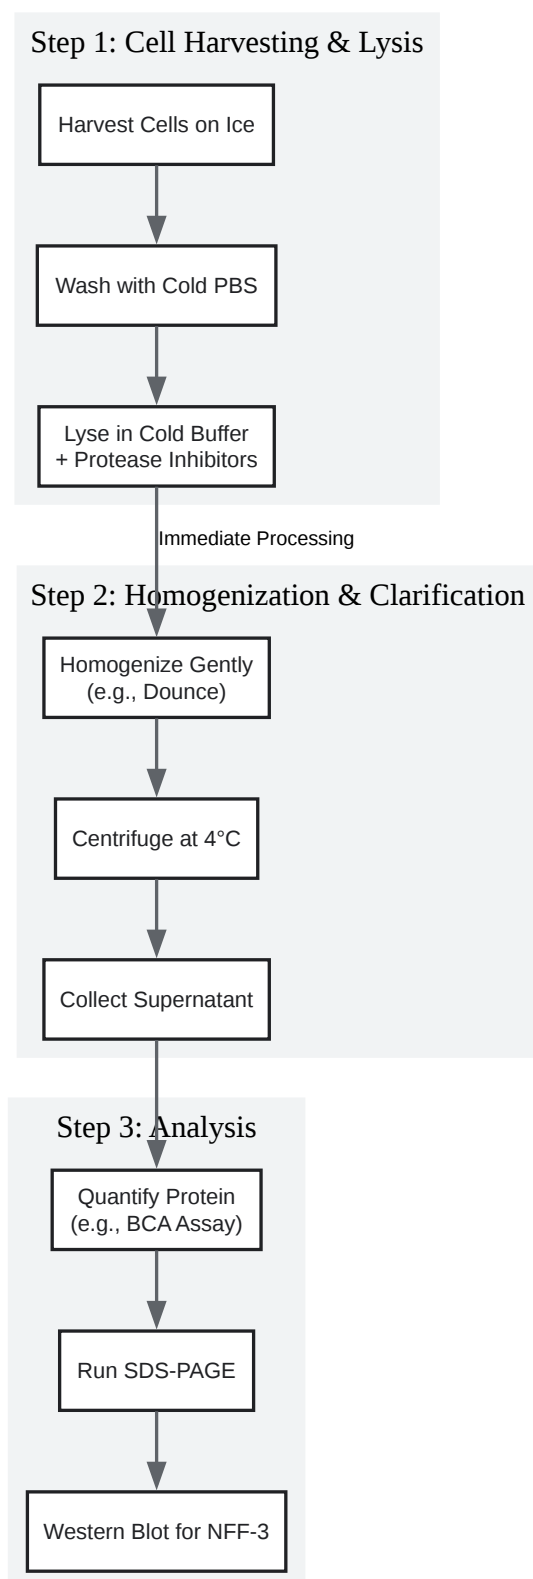 Step 1: Cell Harvesting & Lysis
Harvest Cells on Ice
Wash with Cold PBS
Lyse in Cold Buffer
+ Protease Inhibitors
Immediate Processing
Step 2: Homogenization & Clarification
Homogenize Gently
(e.g., Dounce)
Centrifuge at 4°C
Collect Supernatant
Step 3: Analysis
Quantify Protein
(e.g., BCA Assay)
Run SDS-PAGE
Western Blot for NFF-3